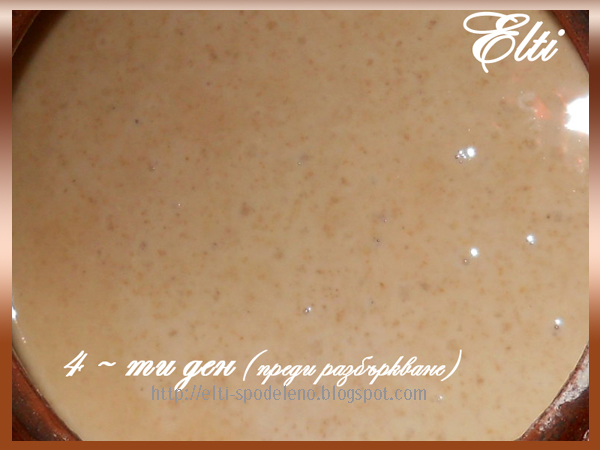 Elti
4 ~ ти ден (преди разбъркване)
http://elti-spodeleno.blogspot.com